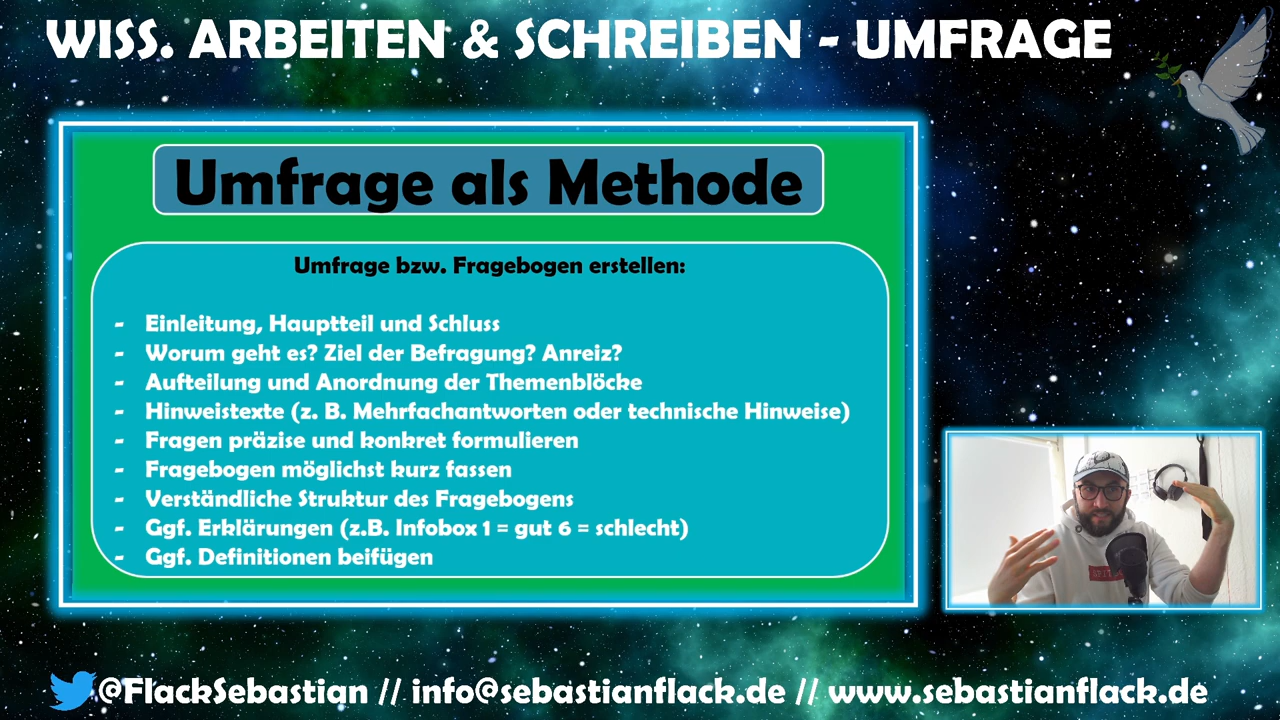 WISS. ARBEITEN & SCHREIBEN - UMFRAGE
Umfrage als Methode
Umfrage bzw. Fragebogen erstellen:
- Einleitung, Hauptteil und Schluss
- Worum geht es? Ziel der Befragung? Anreiz?
- Aufteilung und Anordnung der Themenblöcke
- Hinweistexte (z. B. Mehrfachantworten oder technische Hinweise)
- Fragen präzise und konkret formulieren
- Fragebogen möglichst kurz fassen
- Verständliche Struktur des Fragebogens
- Ggf. Erklärungen (z.B. Infobox 1 = gut 6 = schlecht)
- Ggf. Definitionen beifügen
@FlackSebastian // info@sebastianflack.de // www.sebastianflack.de